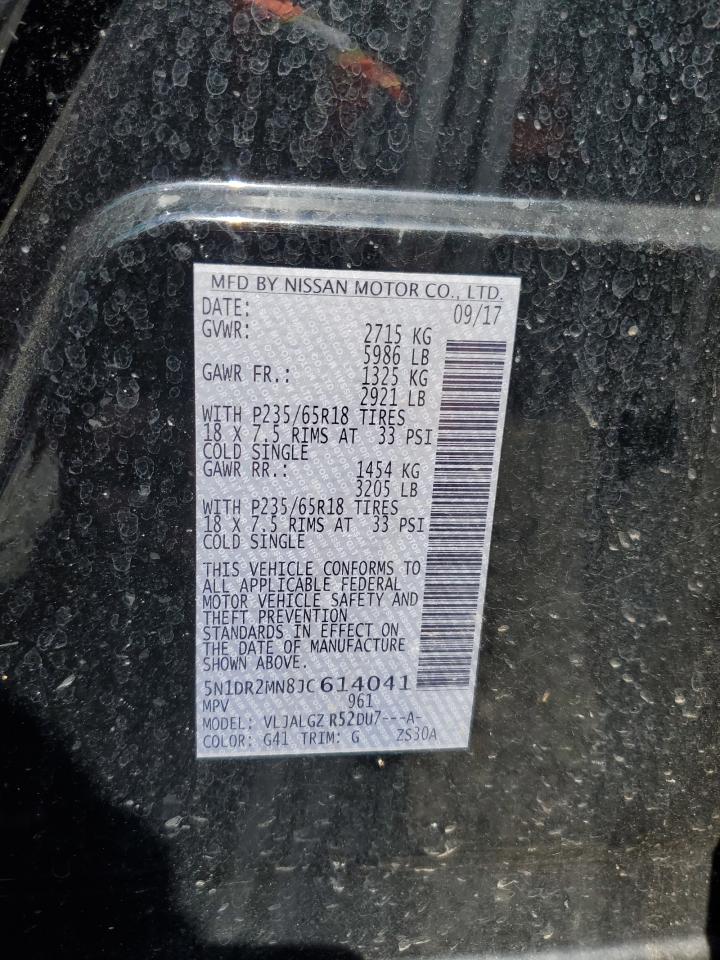 MFD BY NISSAN MOTOR CO., LTD.
DATE: 09/17
GVWR: 2715 KG
5986 LB
GAWR FR.: 1325 KG
2921 LB
WITH P235/65R18 TIRES
18 X 7.5 RIMS AT 33 PSI
COLD SINGLE
GAWR RR.: 1454 KG
3205 LB
WITH P235/65R18 TIRES
18 X 7.5 RIMS AT 33 PSI
COLD SINGLE
THIS VEHICLE CONFORMS TO
ALL APPLICABLE FEDERAL
MOTOR VEHICLE SAFETY AND
THEFT PREVENTION
STANDARDS IN EFFECT ON
THE DATE OF MANUFACTURE
SHOWN ABOVE.
5N1DR2MN8JC614041
MPV 961
MODEL: VLJALGZ R52DU7---A-
COLOR: G41 TRIM: G ZS30A